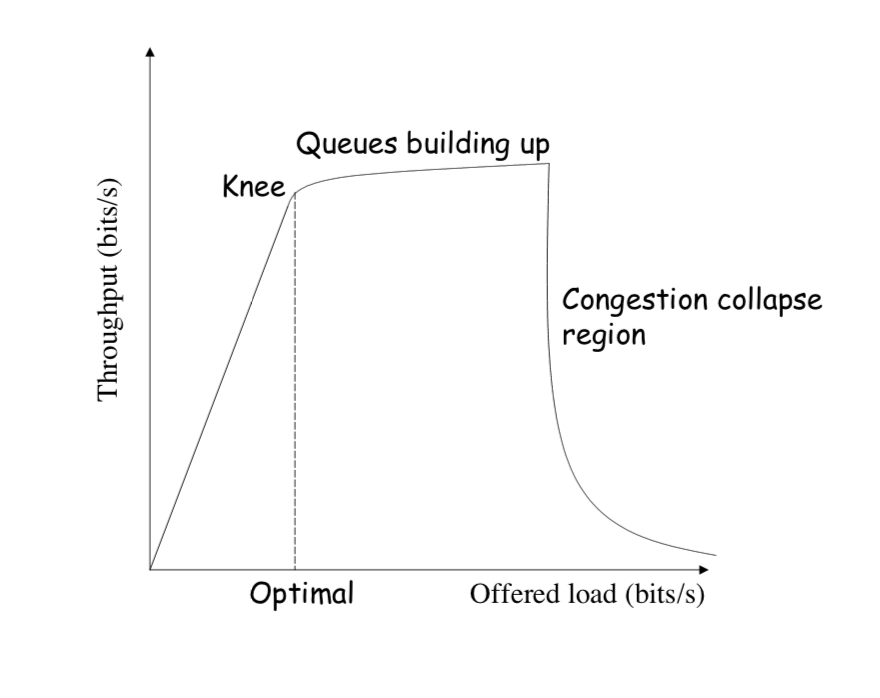 Queues building up
Knee
Throughput (bits/s)
Congestion collapse
region
Optimal
Offered load (bits/s)